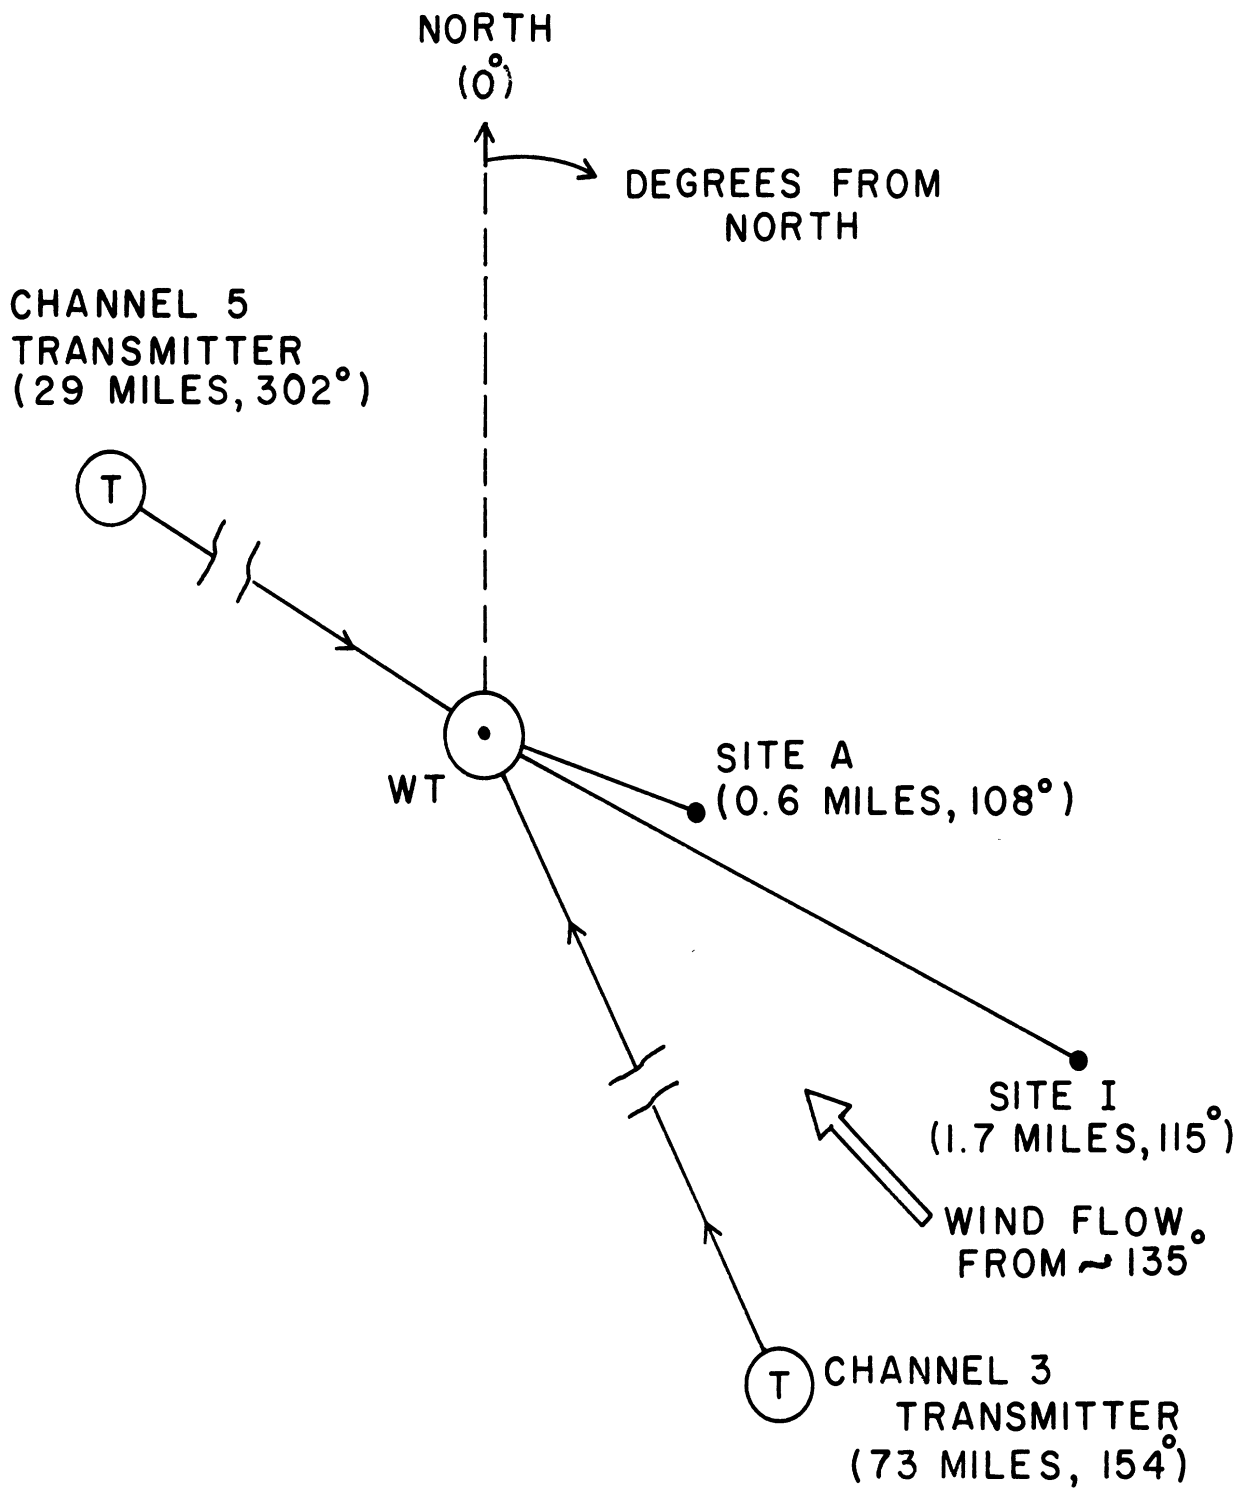 NORTH
(0°)
DEGREES FROM
NORTH
CHANNEL 5
TRANSMITTER
(29 MILES, 302°)
T
WT
SITE A
(0.6 MILES, 108°)
SITE I
(1.7 MILES, 115°)
WIND FLOW
FROM ~ 135°
T
CHANNEL 3
TRANSMITTER
(73 MILES, 154°)